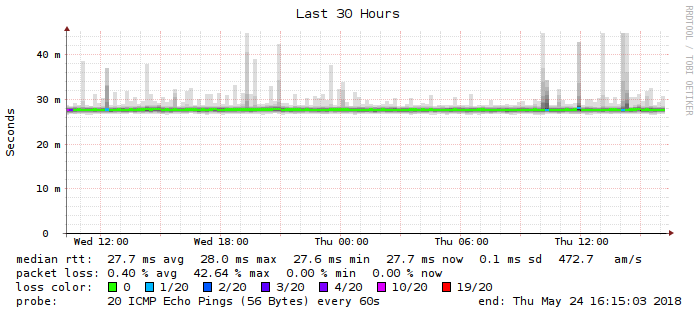 Last 30 Hours
RRDTOOL / TOBI OETIKER
Seconds
40 m
30 m
20 m
10 m
0
Wed 12:00 Wed 18:00 Thu 00:00 Thu 06:00 Thu 12:00
median rtt: 27.7 ms avg 28.0 ms max 27.6 ms min 27.7 ms now 0.1 ms sd 472.7 am/s
packet loss: 0.40 % avg 42.64 % max 0.00 % min 0.00 % now
loss color: 0 1/20 2/20 3/20 4/20 10/20 19/20
probe: 20 ICMP Echo Pings (56 Bytes) every 60s end: Thu May 24 16:15:03 2018